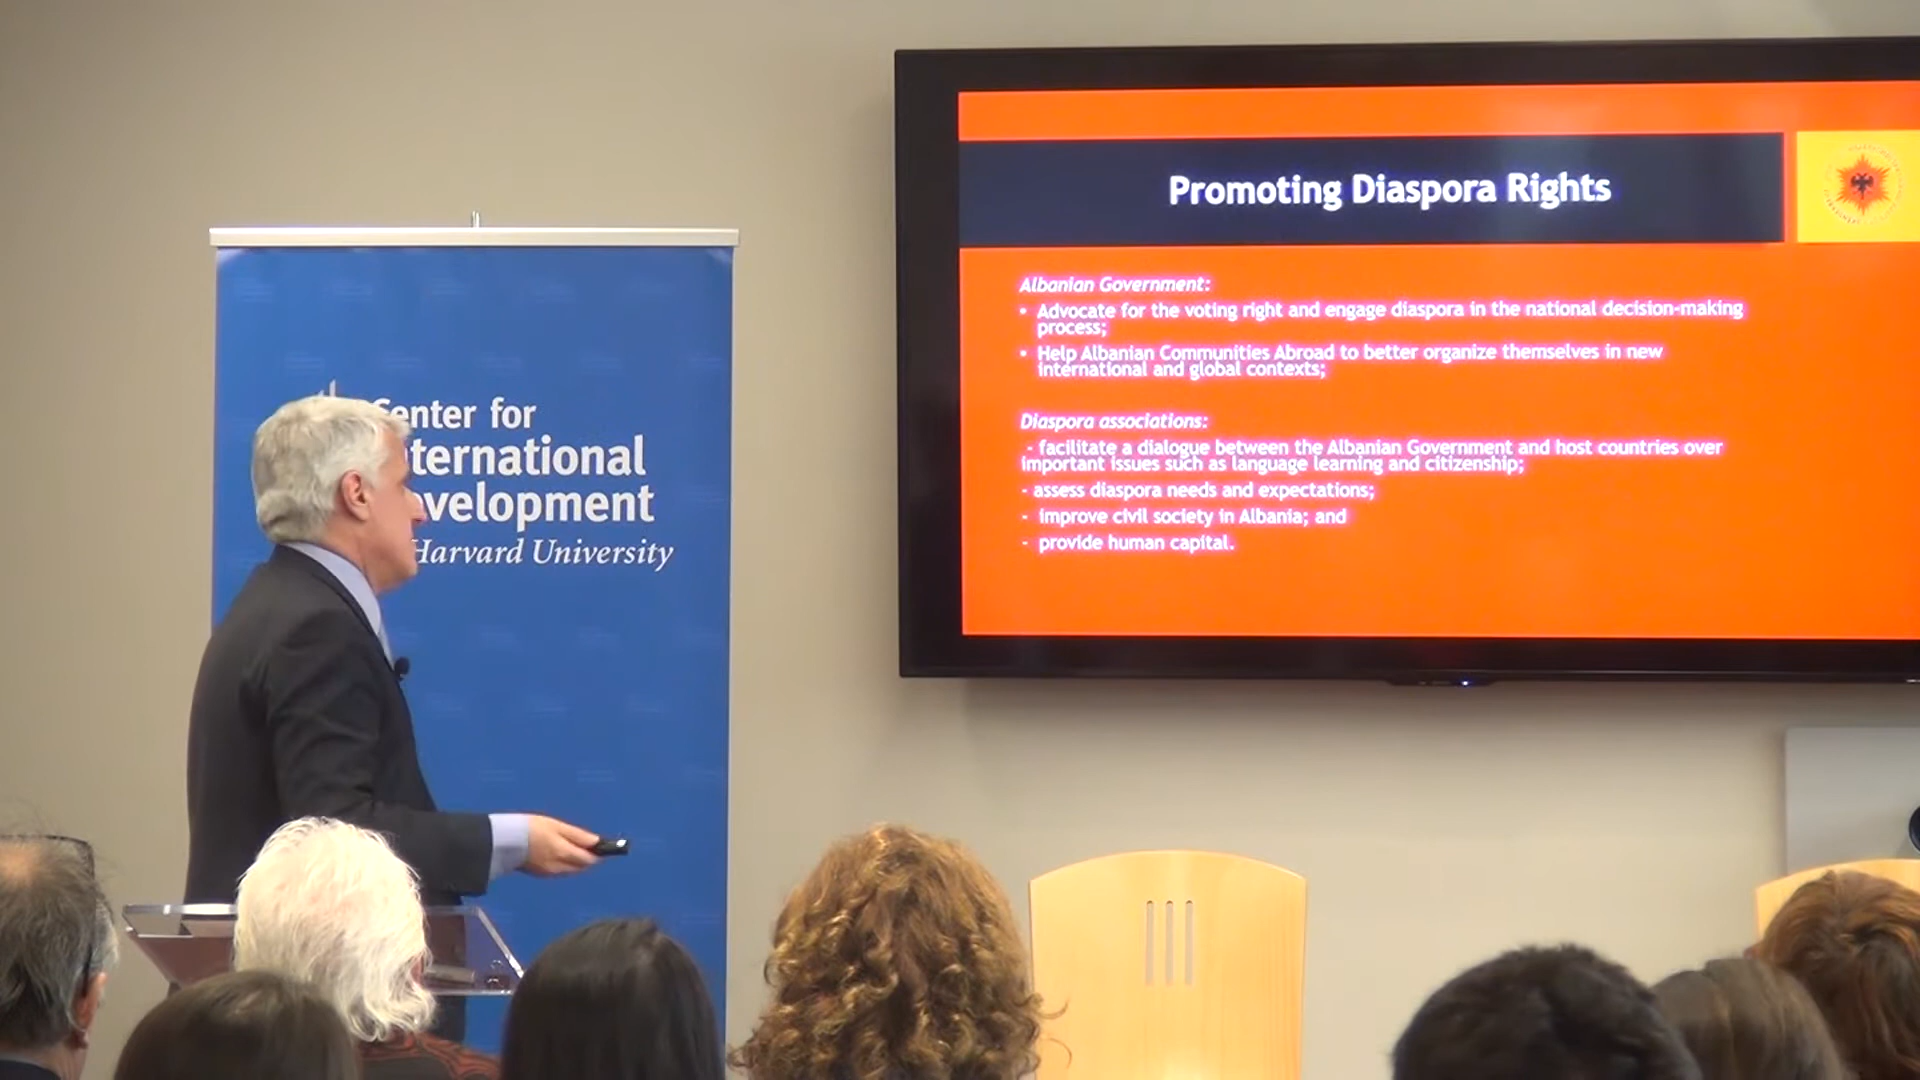 Center for
ternational
evelopment
Harvard University
Promoting Diaspora Rights
Albanian Government:
• Advocate for the voting right and engage diaspora in the national decision-making
process;
• Help Albanian Communities Abroad to better organize themselves in new
international and global contexts;
Diaspora associations:
- facilitate a dialogue between the Albanian Government and host countries over
important issues such as language learning and citizenship;
- assess diaspora needs and expectations;
- improve civil society in Albania; and
- provide human capital.